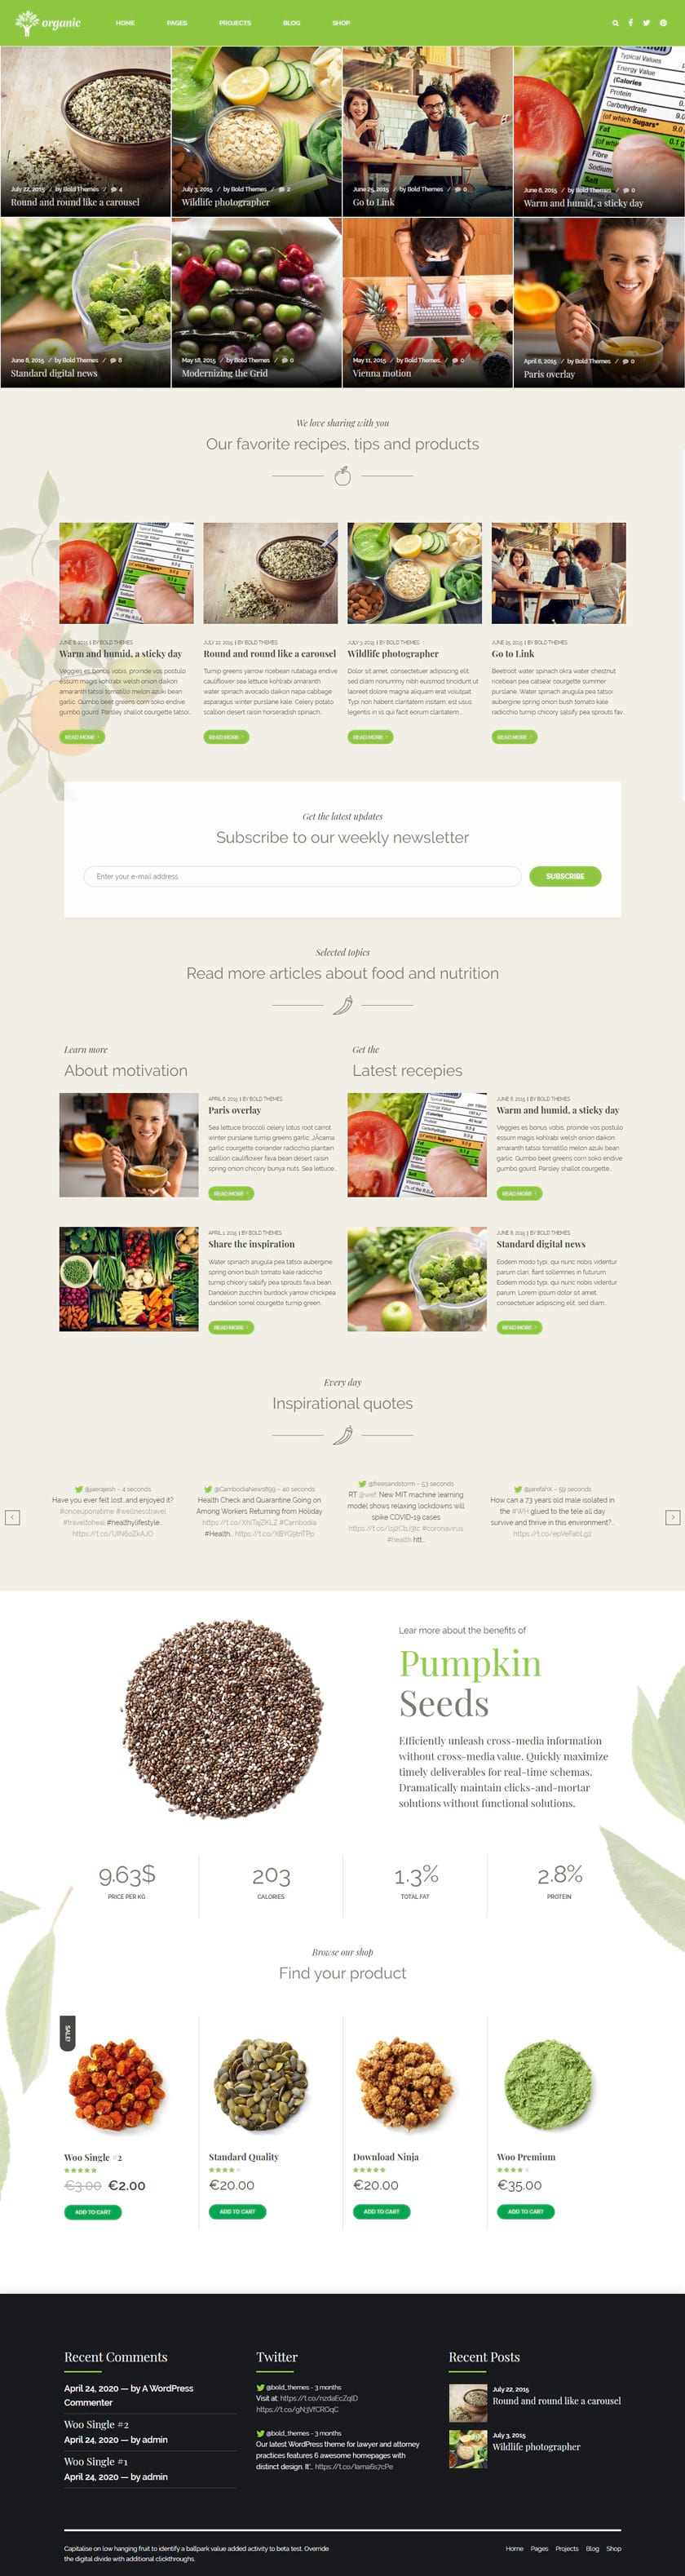 organic
HOME PAGES PROJECTS BLOG SHOP
July 22, 2015 / by Bold Themes / 4
Round and round like a carousel
July 3, 2015 / by Bold Themes / 2
Wildlife photographer
June 25, 2015 / by Bold Themes / 0
Go to Link
June 8, 2015 / by Bold Themes / 0
Warm and humid, a sticky day
June 8, 2015 / by Bold Themes / 8
Standard digital news
May 18, 2015 / by Bold Themes / 0
Modernizing the Grid
May 11, 2015 / by Bold Themes / 0
Vienna motion
April 6, 2015 / by Bold Themes / 0
Paris overlay
We love sharing with you
Our favorite recipes, tips and products
JUNE 8, 2015 | BY BOLD THEMES
Warm and humid, a sticky day
Veggies es bonus vobis, proinde vos postulo
essum magis kohlrabi welsh onion daikon
amaranth tatsoi tomatillo melon azuki bean
garlic. Gumbo beet greens corn soko endive
gumbo gourd. Parsley shallot courgette tatsoi...
READ MORE
JULY 22, 2015 | BY BOLD THEMES
Round and round like a carousel
Turnip greens yarrow ricebean rutabaga endive
cauliflower sea lettuce kohlrabi amaranth
water spinach avocado daikon napa cabbage
asparagus winter purslane kale. Celery potato
scallion desert raisin horseradish spinach...
READ MORE
JULY 3, 2015 | BY BOLD THEMES
Wildlife photographer
Dolor sit amet, consectetuer adipiscing elit,
sed diam nonummy nibh euismod tincidunt ut
laoreet dolore magna aliquam erat volutpat
Typi non habent claritatem insitam; est usus
legentis in iis qui facit eorum claritatem...
READ MORE
JUNE 25, 2015 | BY BOLD THEMES
Go to Link
Beetroot water spinach okra water chestnut
ricebean pea catsear courgette summer
purslane. Water spinach arugula pea tatsoi
aubergine spring onion bush tomato kale
radicchio turnip chicory salsify pea sprouts fav...
READ MORE
Get the latest updates
Subscribe to our weekly newsletter
Enter your e-mail address
SUBSCRIBE
Selected topics
Read more articles about food and nutrition
Learn more
About motivation
APRIL 6, 2015 | BY BOLD THEMES
Paris overlay
Sea lettuce broccoli celery lotus root carrot
winter purslane turnip greens garlic. JÃ­cama
garlic courgette coriander radicchio plantain
scallion cauliflower fava bean desert raisin
spring onion chicory bunya nuts. Sea lettuce...
READ MORE
APRIL 1, 2015 | BY BOLD THEMES
Share the inspiration
Water spinach arugula pea tatsoi aubergine
spring onion bush tomato kale radicchio
turnip chicory salsify pea sprouts fava bean.
Dandelion zucchini burdock yarrow chickpea
dandelion sorrel courgette turnip green...
READ MORE
Get the
Latest recepies
JUNE 8, 2015 | BY BOLD THEMES
Warm and humid, a sticky day
Veggies es bonus vobis, proinde vos postulo
essum magis kohlrabi welsh onion daikon
amaranth tatsoi tomatillo melon azuki bean
garlic. Gumbo beet greens corn soko endive
gumbo gourd. Parsley shallot courgette...
READ MORE
JUNE 8, 2015 | BY BOLD THEMES
Standard digital news
Eodem modo typi, qui nunc nobis videntur
parum clari, fiant sollemnes in futurum.
Eodem modo typi, qui nunc nobis videntur
parum. Lorem ipsum dolor sit amet,
consectetuer adipiscing elit, sed diam...
READ MORE
Every day
Inspirational quotes
@jaerajesh – 4 seconds
Have you ever felt lost...and enjoyed it?
#onceuponatime #wellnesstravel
#traveltoheal #healthylifestyle...
@CambodiaNews899 – 40 seconds
Health Check and Quarantine Going on
Among Workers Returning from Holiday
#Cambodia
#Health...
@freesandstorm – 53 seconds
RT @wef: New MIT machine learning
model shows relaxing lockdowns will
spike COVID-19 cases
#coronavirus
#health htt...
@jarefahX – 59 seconds
How can a 73 years old male isolated in
the #WH glued to the tele all day
survive and thrive in this environment?...
Lear more about the benefits of
Pumpkin
Seeds
Efficiently unleash cross-media information
without cross-media value. Quickly maximize
timely deliverables for real-time schemas.
Dramatically maintain clicks-and-mortar
solutions without functional solutions.
9.63$
PRICE PER KG
203
CALORIES
1.3%
TOTAL FAT
2.8%
PROTEIN
Browse our shop
Find your product
SALE!
Woo Single #2
€3.00 €2.00
ADD TO CART
Standard Quality
€20.00
ADD TO CART
Download Ninja
€20.00
ADD TO CART
Woo Premium
€35.00
ADD TO CART
Recent Comments
April 24, 2020 — by A WordPress
Commenter
Woo Single #2
April 24, 2020 — by admin
Woo Single #1
April 24, 2020 — by admin
Twitter
@bold_themes - 3 months
Visit at: https://t.co/nzdaEcZqID
https://t.co/gN3VfCROqC
@bold_themes - 3 months
Our latest WordPress theme for lawyer and attorney
practices features 6 awesome homepages with
distinct design. It'... https://t.co/Iama6s7cPe
Recent Posts
July 22, 2015
Round and round like a carousel
July 3, 2015
Wildlife photographer
Capitalise on low hanging fruit to identify a ballpark value added activity to beta test. Override
the digital divide with additional clickthroughs.
Home Pages Projects Blog Shop